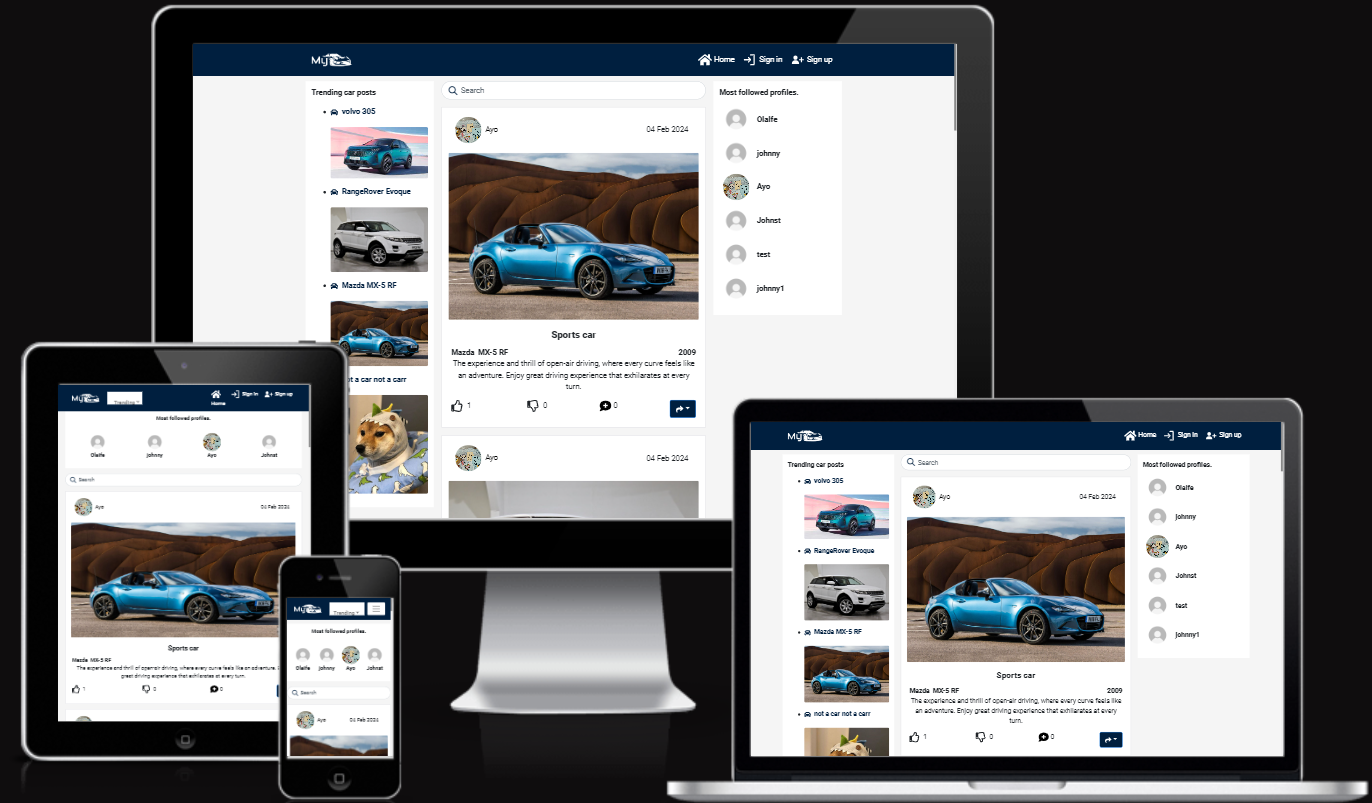 My
Home
Sign in
Sign up
Trending car posts
volvo 305
RangeRover Evoque
Mazda MX-5 RF
not a car not a carr
Search
Ayo
04 Feb 2024
Sports car
Mazda MX-5 RF
2009
The experience and thrill of open-air driving, where every curve feels like
an adventure. Enjoy great driving experience that exhilarates at every
turn.
1
0
0
Ayo
04 Feb 2024
Most followed profiles.
Olalfe
johnny
Ayo
Johnst
test
johnny1
My
Trending
Home
Sign in
Sign up
Most followed profiles.
Olalfe
johnny
Ayo
Johnst
Search
Ayo
04 Feb 2024
Sports car
Mazda MX-5 RF
The experience and thrill of open-air driving, where every curve feels like an adventure.
great driving experience that exhilarates at every turn.
1
0
0
My
Trending
Most followed profiles.
Olalfe
johnny
Ayo
Johnst
Search
Ayo
04 Feb 2024
My
Home
Sign in
Sign up
Trending car posts
volvo 305
RangeRover Evoque
Mazda MX-5 RF
not a car not a carr
Search
Ayo
04 Feb 2024
Sports car
Mazda MX-5 RF
2009
The experience and thrill of open-air driving, where every curve feels like
an adventure. Enjoy great driving experience that exhilarates at every
turn.
1
0
0
Most followed profiles.
Olalfe
johnny
Ayo
Johnst
test
johnny1